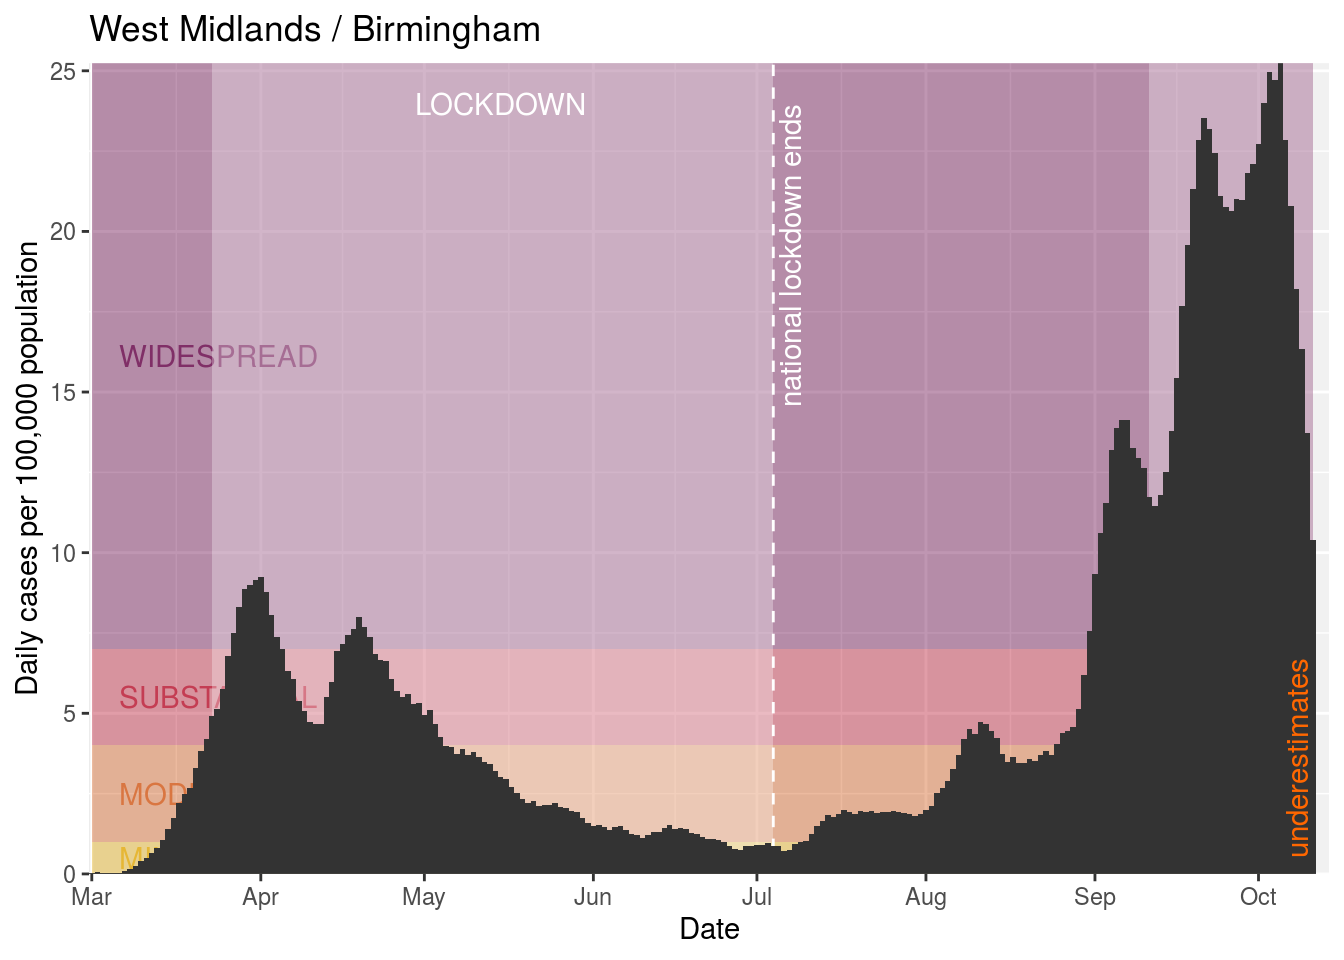 West Midlands / Birmingham
Daily cases per 100,000 population
25
20
15
10
5
0
LOCKDOWN
national lockdown ends
WIDESPREAD
underestimates
Mar Apr May Jun Jul Aug Sep Oct
Date